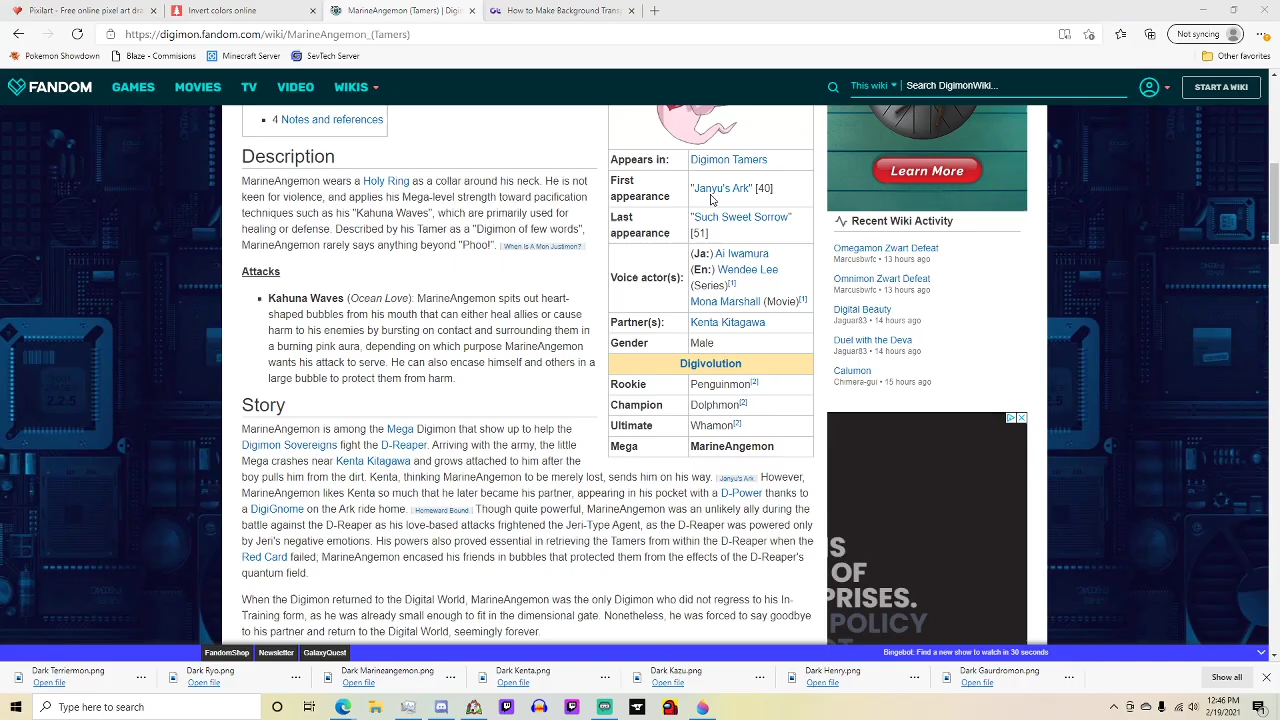 Pixilart - Free online pixel art dra
Invert colors online
MarineAngemon (Tamers) | DigimonWiki
How to Make Background Trans
https://digimon.fandom.com/wiki/MarineAngemon_(Tamers)
Not syncing
Pokemon Showdown
Blaze - Comissions
Minecraft Server
SevTech Server
Other favorites
FANDOM
GAMES
MOVIES
TV
VIDEO
WIKIS
This wiki
Search DigimonWiki...
START A WIKI
4 Notes and references
Description
MarineAngemon wears a Holy Ring as a collar around his neck. He is not
keen for violence, and applies his Mega-level strength toward pacification
techniques such as his "Kahuna Waves", which are primarily used for
healing or defense. Described by his Tamer as a "Digimon of few words",
MarineAngemon rarely says anything beyond "Phoo!". When Is A Mon Justimon?
Attacks
Kahuna Waves (Ocean Love): MarineAngemon spits out heart-
shaped bubbles from his mouth that can either heal allies or cause
harm to his enemies by bursting on contact and surrounding them in
a burning pink aura, depending on which purpose MarineAngemon
wants his attack to serve. He can also encase himself and others in a
large bubble to protect them from harm.
Story
MarineAngemon is among the Mega Digimon that show up to help the
Digimon Sovereigns fight the D-Reaper. Arriving with the army, the little
Mega crashes near Kenta Kitagawa and grows attached to him after the
boy pulls him from the dirt. Kenta, thinking MarineAngemon to be merely lost, sends him on his way. Janyu's Ark However,
MarineAngemon likes Kenta so much that he later became his partner, appearing in his pocket with a D-Power thanks to
a DigiGnome on the Ark ride home. Homeward Bound Though quite powerful, MarineAngemon was an unlikely ally during the
battle against the D-Reaper as his love-based attacks frightened the Jeri-Type Agent, as the D-Reaper was powered only
by Jeri's negative emotions. His powers also proved essential in retrieving the Tamers from within the D-Reaper when the
Red Card failed; MarineAngemon encased his friends in bubbles that protected them from the effects of the D-Reaper's
quantum field.
When the Digimon returned to the Digital World, MarineAngemon was the only Digimon who did not regress to his In-
Training form, as he was already small enough to fit in the dimensional gate. Nonetheless, he was forced to say goodbye
to his partner and return to the Digital World, seemingly forever.
Appears in: Digimon Tamers
First appearance "Janyu's Ark" [40]
Last appearance "Such Sweet Sorrow" [51]
Voice actor(s): (Ja:) Ai Iwamura
(En:) Wendee Lee
(Series)[1]
Mona Marshall (Movie)[1]
Partner(s): Kenta Kitagawa
Gender Male
Digivolution
Rookie Penguinmon[2]
Champion Dolphmon[2]
Ultimate Whamon[2]
Mega MarineAngemon
Learn More
Recent Wiki Activity
Omegamon Zwart Defeat
Marcusbwfc • 13 hours ago
Omnimon Zwart Defeat
Marcusbwfc • 13 hours ago
Digital Beauty
Jaguar83 • 14 hours ago
Duel with the Deva
Jaguar83 • 14 hours ago
Calumon
Chimera-gui • 15 hours ago
S
OF
PRISES.
POLICY
FandomShop
Newsletter
GalaxyQuest
Bingebot: Find a new show to watch in 30 seconds
Dark Terriermon.png
Open file
Dark Ryo.png
Open file
Dark Marineangemon.png
Open file
Dark Kenta.png
Open file
Dark Kazu.png
Open file
Dark Henry.png
Open file
Dark Gaurdromon.png
Open file
Show all
Type here to search
12:46 PM
2/19/2021